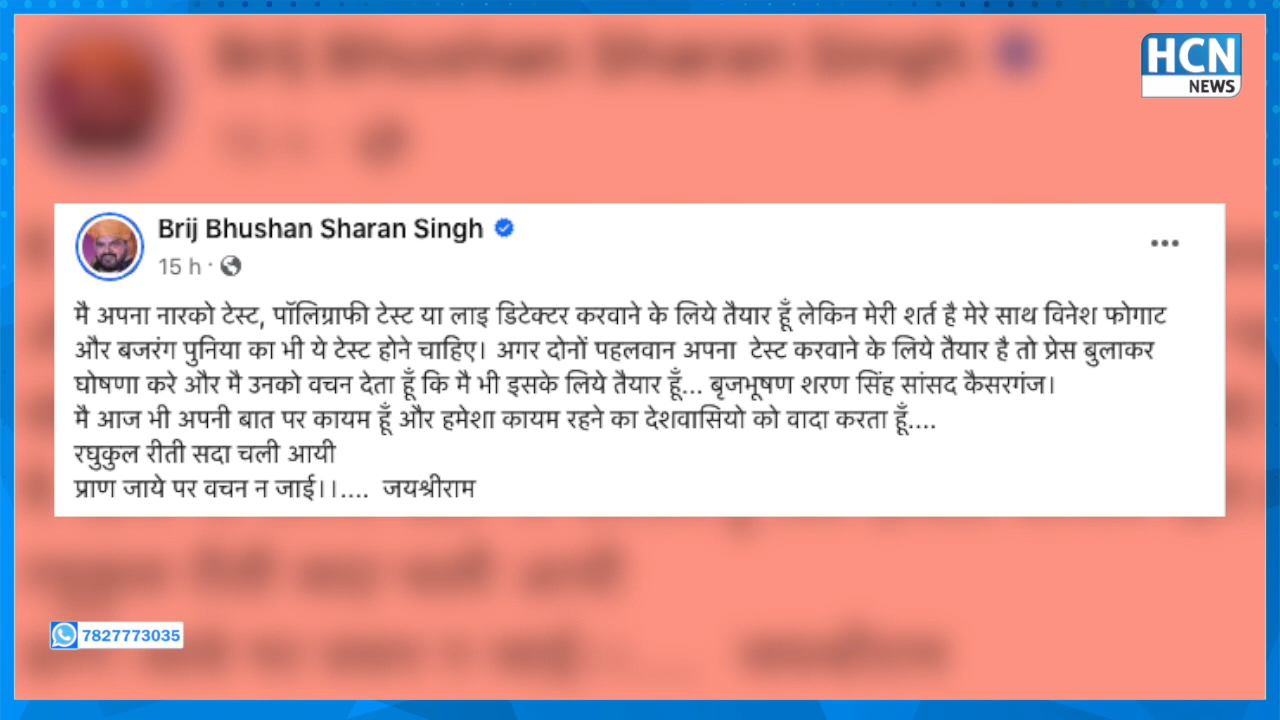 HCN
NEWS
Brij Bhushan Sharan Singh
15 h ·
मै अपना नारको टेस्ट, पॉलिग्राफी टेस्ट या लाइ डिटेक्टर करवाने के लिये तैयार हूँ लेकिन मेरी शर्त है मेरे साथ विनेश फोगाट
और बजरंग पुनिया का भी ये टेस्ट होने चाहिए। अगर दोनों पहलवान अपना टेस्ट करवाने के लिये तैयार है तो प्रेस बुलाकर
घोषणा करे और मै उनको वचन देता हूँ कि मै भी इसके लिये तैयार हूँ... बृजभूषण शरण सिंह सांसद कैसरगंज।
मै आज भी अपनी बात पर कायम हूँ और हमेशा कायम रहने का देशवासियो को वादा करता हूँ....
रघुकुल रीती सदा चली आयी
प्राण जाये पर वचन न जाई।।.... जयश्रीराम
7827773035